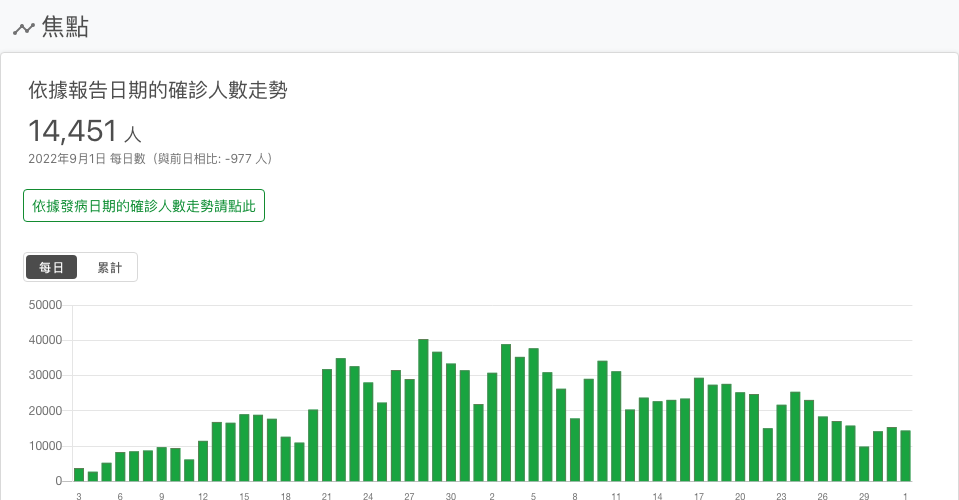 焦點
依據報告日期的確診人數走勢
14,451 人
2022年9月1日 每日數 (與前日相比: -977 人)
依據發病日期的確診人數走勢請點此
每日 累計
50000
40000
30000
20000
10000
0
3 6 9 12 15 18 21 24 27 30 2 5 8 11 14 17 20 23 26 29 1